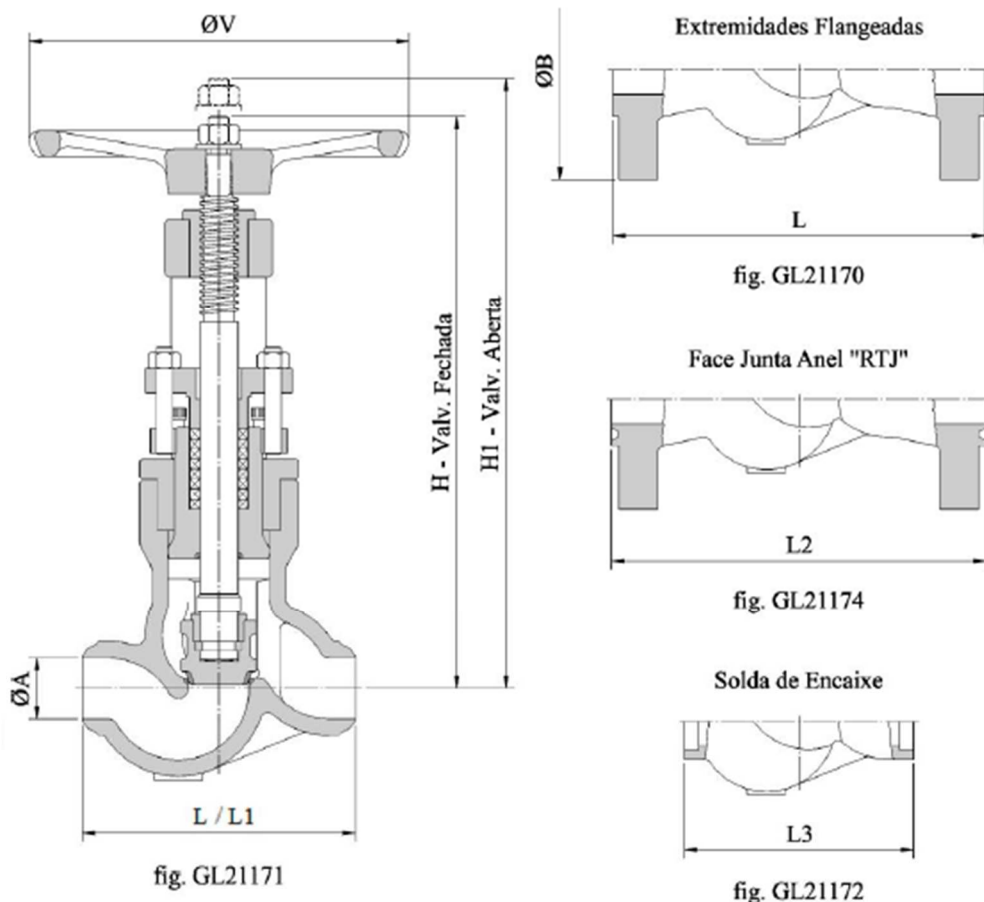 ØV
H - Valv. Fechada
H1 - Valv. Aberta
ØA
L / L1
fig. GL21171
Extremidades Flangeadas
ØB
L
fig. GL21170
Face Junta Anel "RTJ"
L2
fig. GL21174
Solda de Encaixe
L3
fig. GL21172